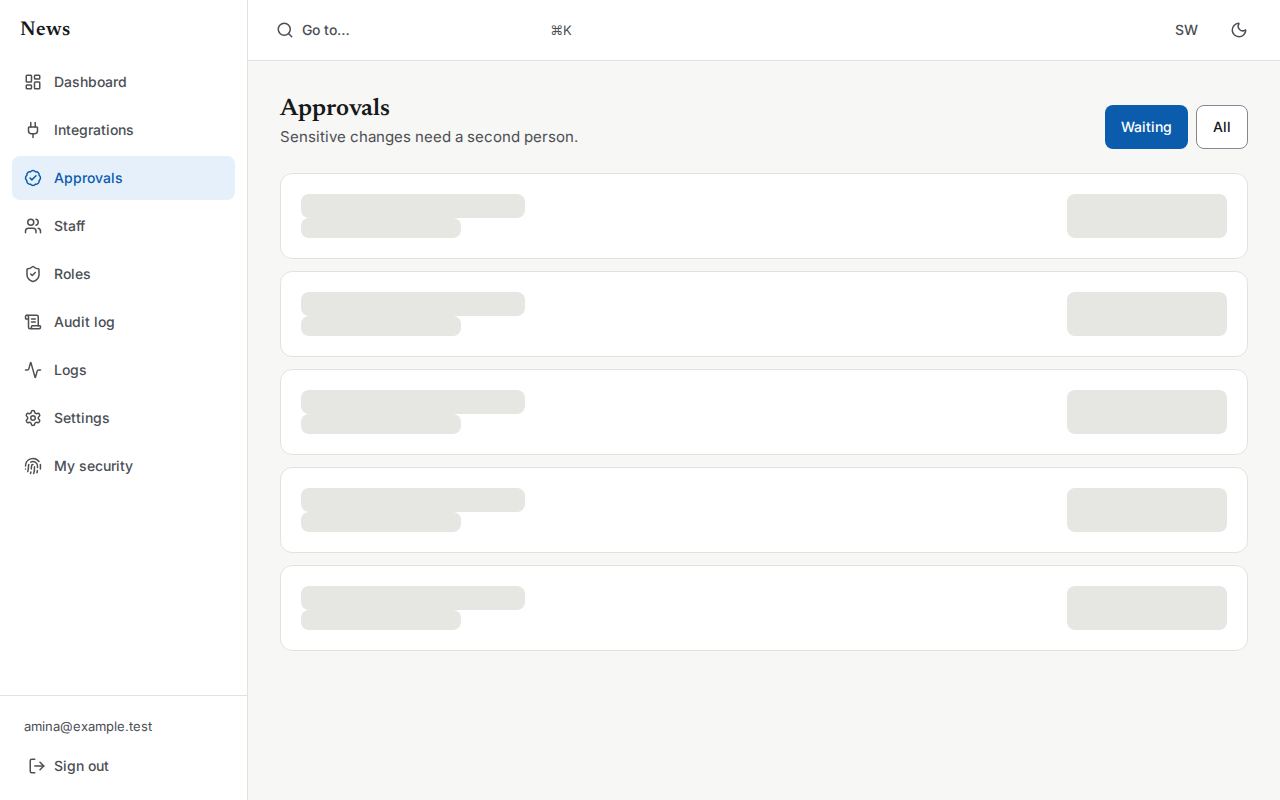 News
Go to...
⌘K
SW
Dashboard
Integrations
Approvals
Staff
Roles
Audit log
Logs
Settings
My security
amina@example.test
Sign out
Approvals
Sensitive changes need a second person.
Waiting
All